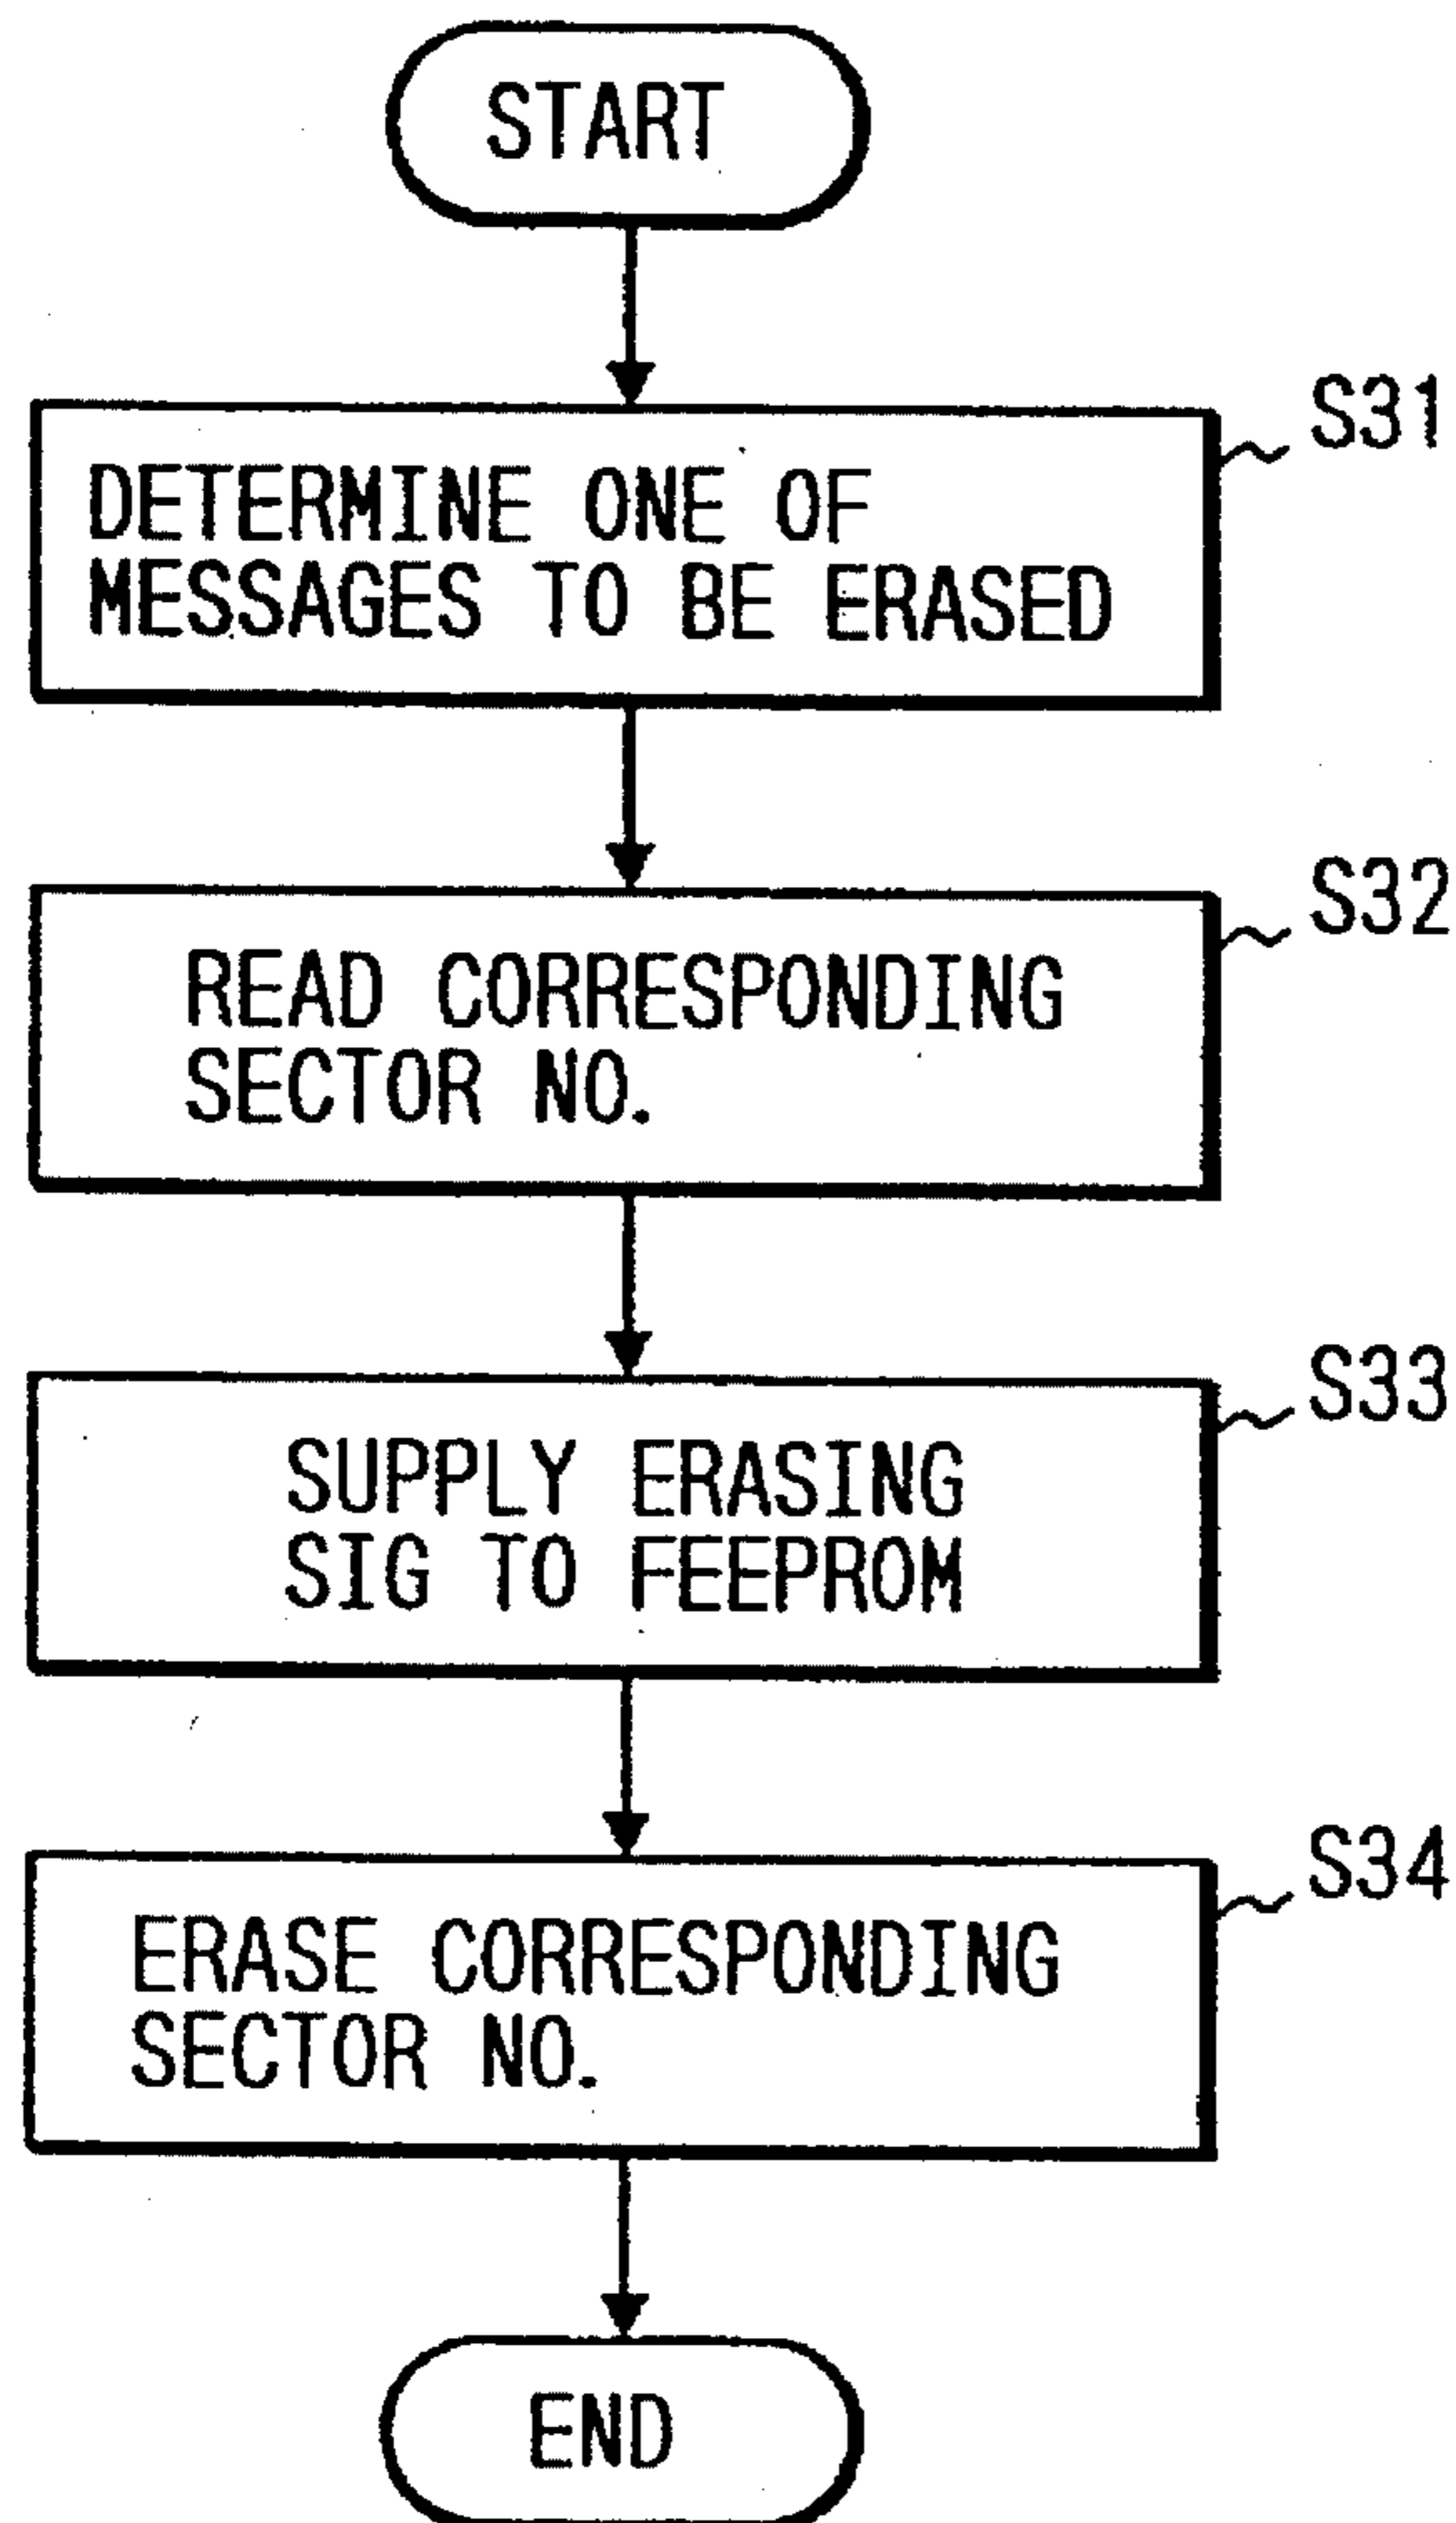 START
S31
DETERMINE ONE OF
MESSAGES TO BE ERASED
S32
READ CORRESPONDING
SECTOR NO.
S33
SUPPLY ERASING
SIG TO FEEPROM
S34
ERASE CORRESPONDING
SECTOR NO.
END